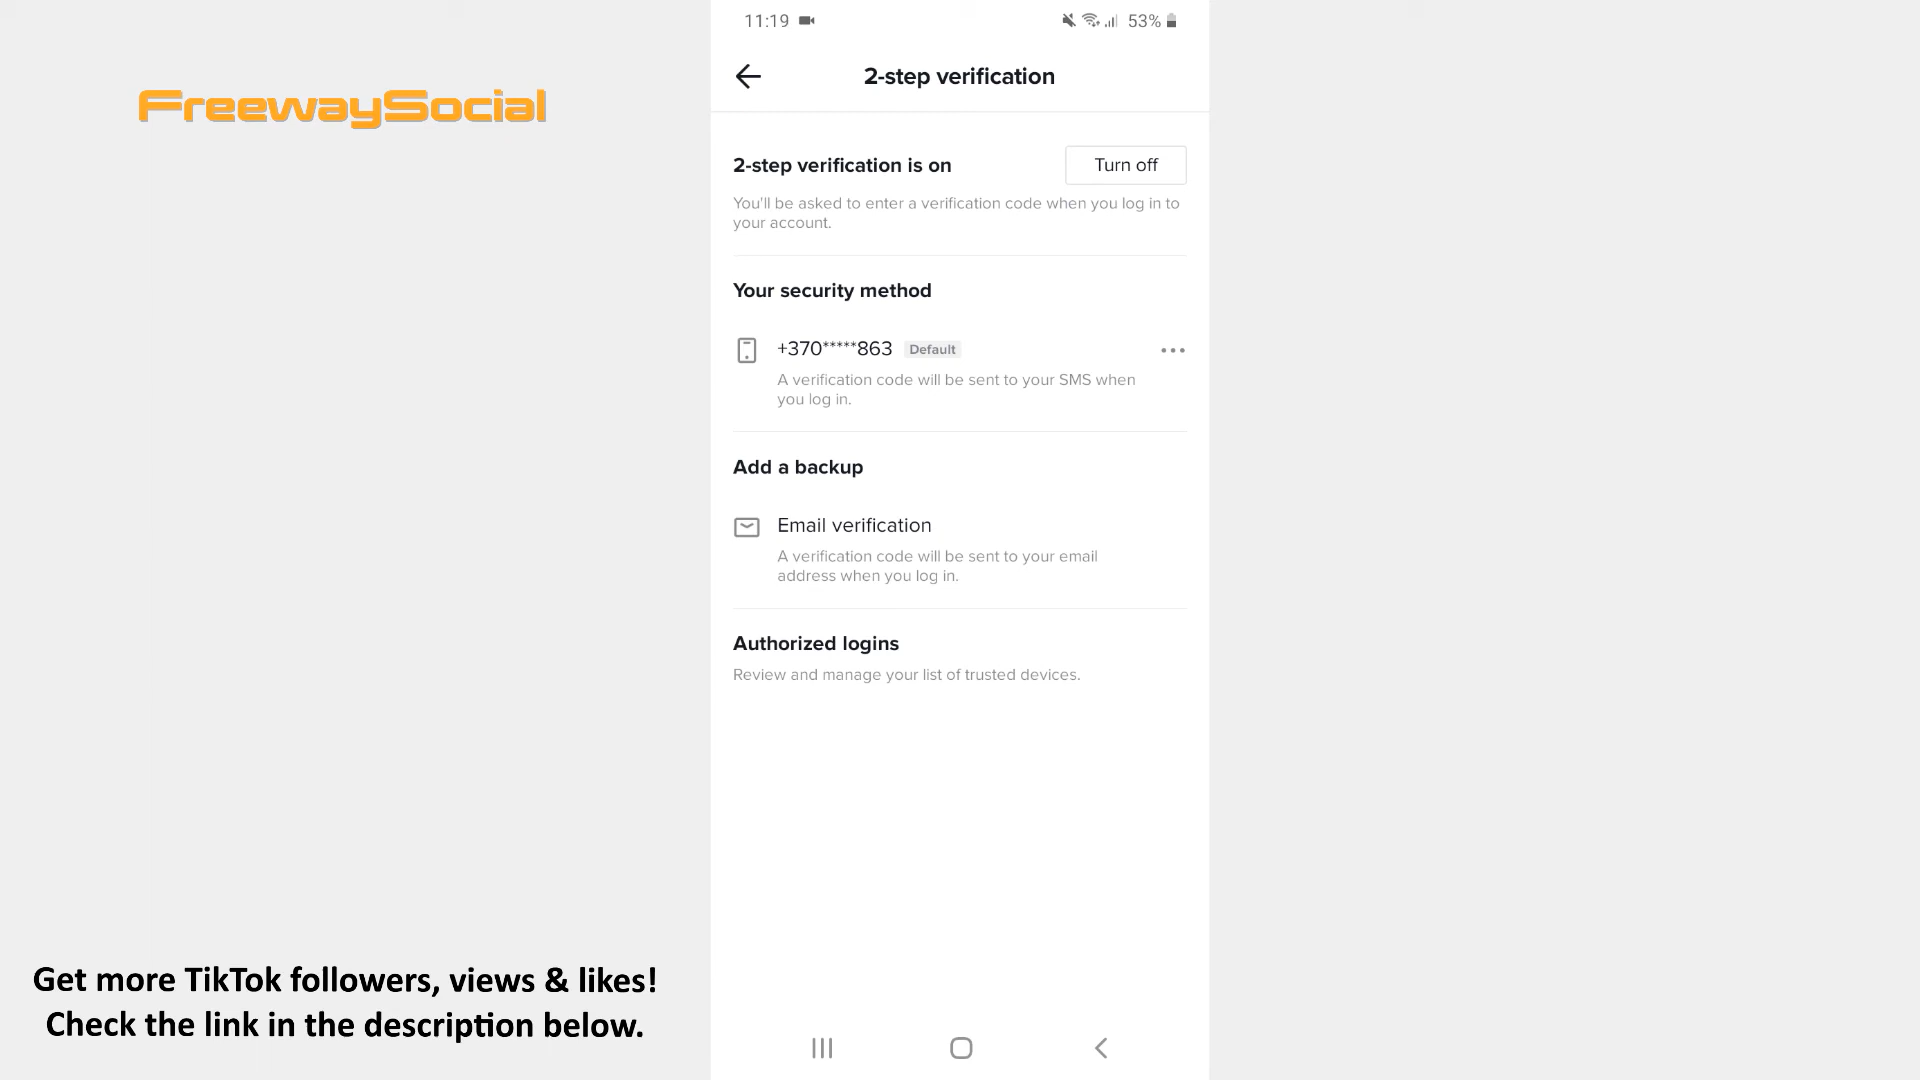 11:19
53%
FreewaySocial
2-step verification
2-step verification is on
Turn off
You'll be asked to enter a verification code when you log in to
your account.
Your security method
+370*****863
Default
A verification code will be sent to your SMS when
you log in.
Add a backup
Email verification
A verification code will be sent to your email
address when you log in.
Authorized logins
Review and manage your list of trusted devices.
Get more TikTok followers, views & likes!
Check the link in the description below.